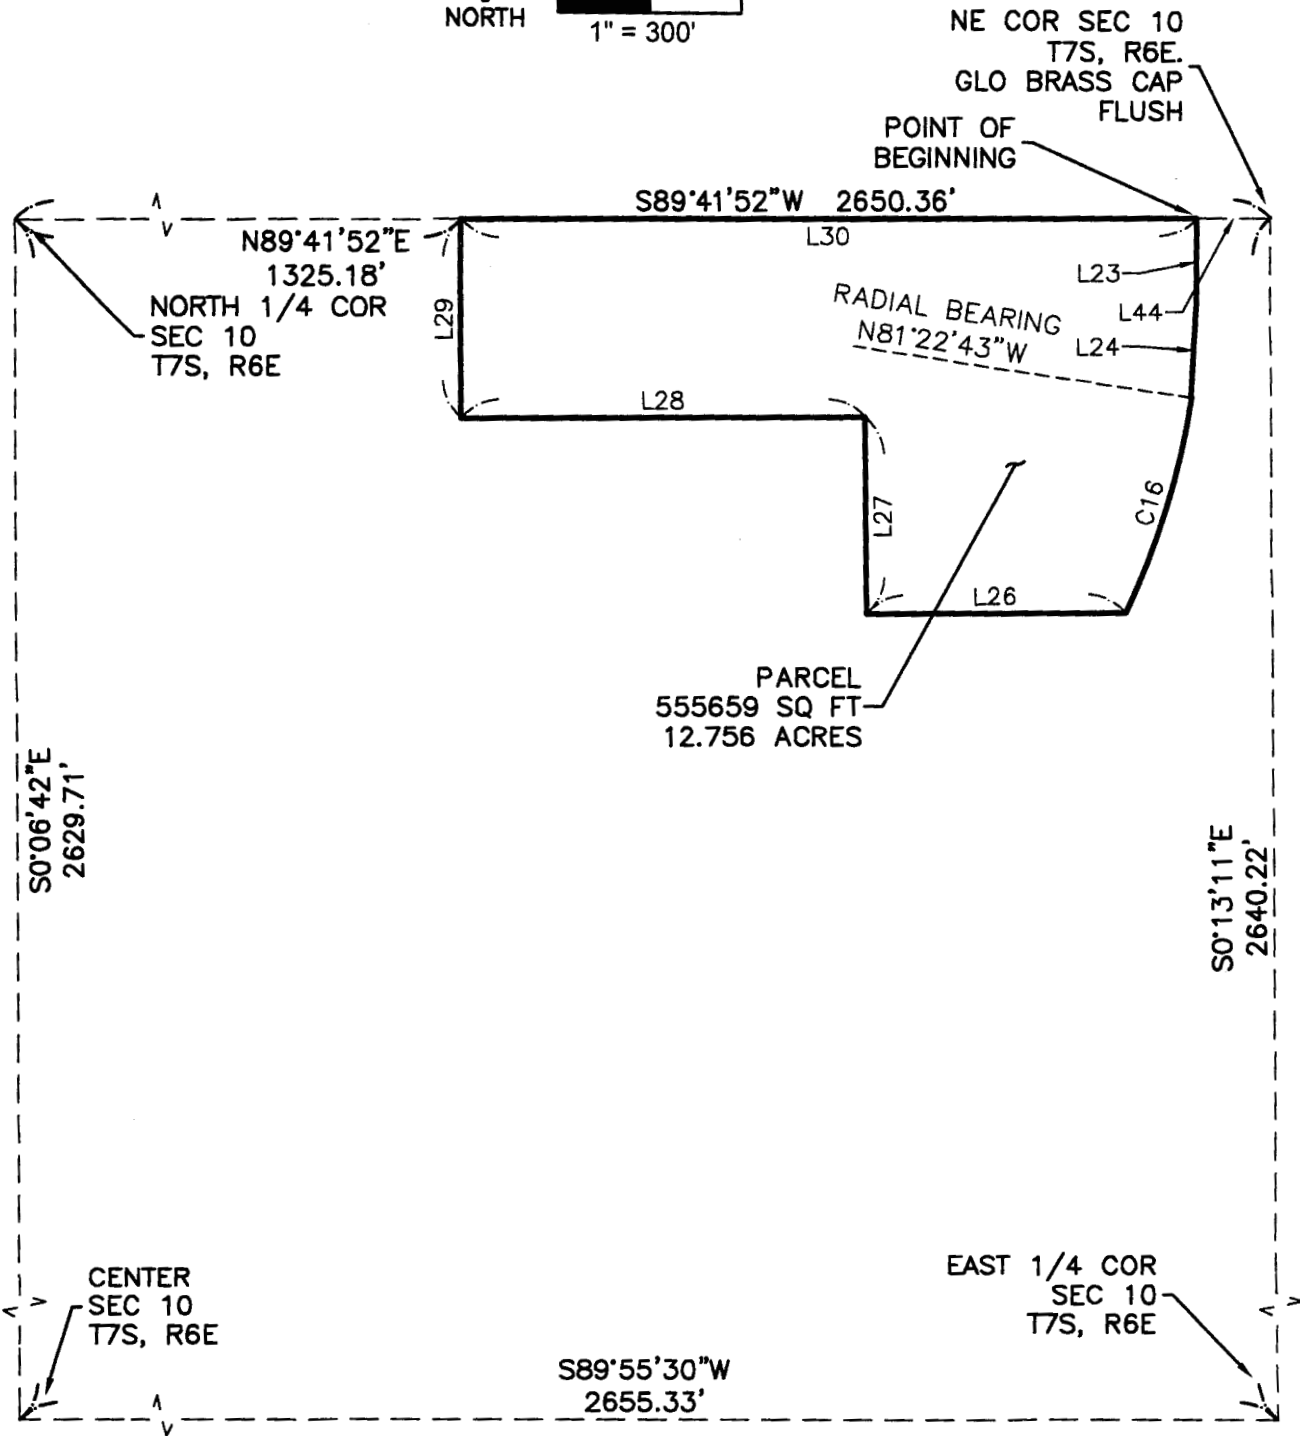 NORTH
1" = 300'
NE COR SEC 10
T7S, R6E.
GLO BRASS CAP
FLUSH
POINT OF
BEGINNING
S89°41'52"W 2650.36'
L30
N89°41'52"E
1325.18'
NORTH 1/4 COR
SEC 10
T7S, R6E
L29
L23
L44
L24
RADIAL BEARING
N81°22'43"W
L28
L27
C16
L26
PARCEL
555659 SQ FT
12.756 ACRES
S0°06'42"E
2629.71'
S0°13'11"E
2640.22'
CENTER
SEC 10
T7S, R6E
EAST 1/4 COR
SEC 10
T7S, R6E
S89°55'30"W
2655.33'